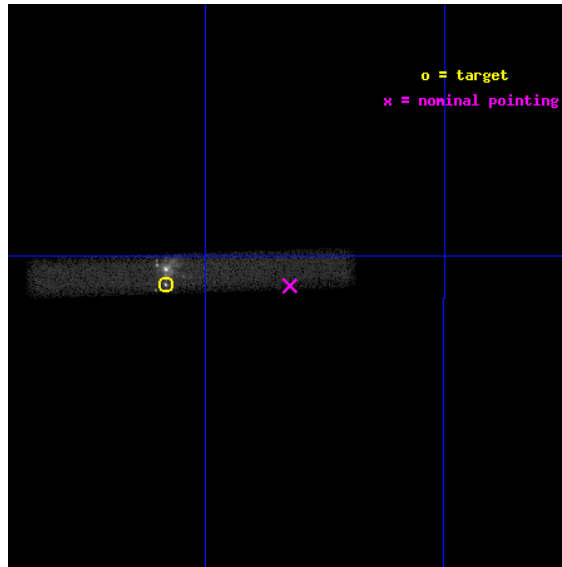 o = target
x = nominal pointing